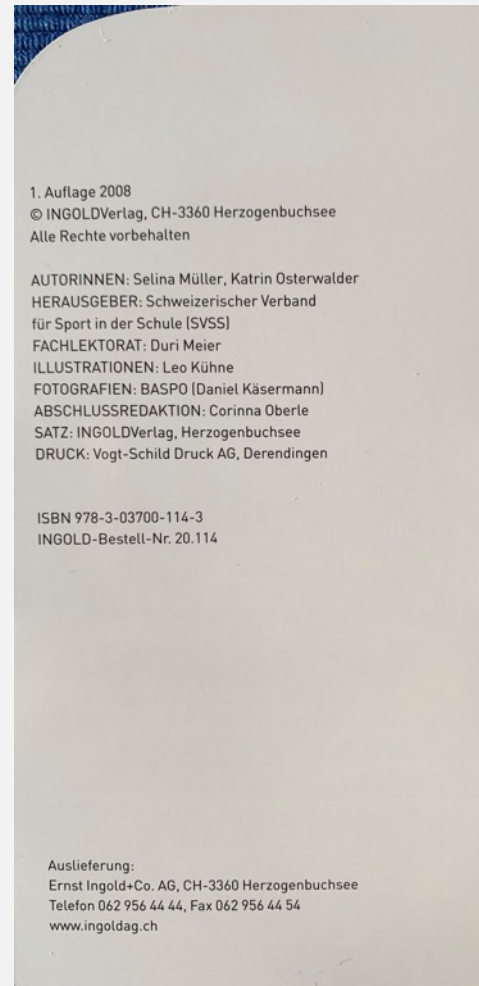 1. Auflage 2008
© INGOLDVerlag, CH-3360 Herzogenbuchsee
Alle Rechte vorbehalten
AUTORINNEN: Selina Müller, Katrin Osterwalder
HERAUSGEBER: Schweizerischer Verband
für Sport in der Schule (SVSS)
FACHLEKTORAT: Duri Meier
ILLUSTRATIONEN: Leo Kühne
FOTOGRAFIEN: BASPO (Daniel Käsermann)
ABSCHLUSSREDAKTION: Corinna Oberle
SATZ: INGOLDVerlag, Herzogenbuchsee
DRUCK: Vogt-Schild Druck AG, Derendingen
ISBN 978-3-03700-114-3
INGOLD-Bestell-Nr. 20.114
Auslieferung:
Ernst Ingold+Co. AG, CH-3360 Herzogenbuchsee
Telefon 062 956 44 44, Fax 062 956 44 54
www.ingoldag.ch